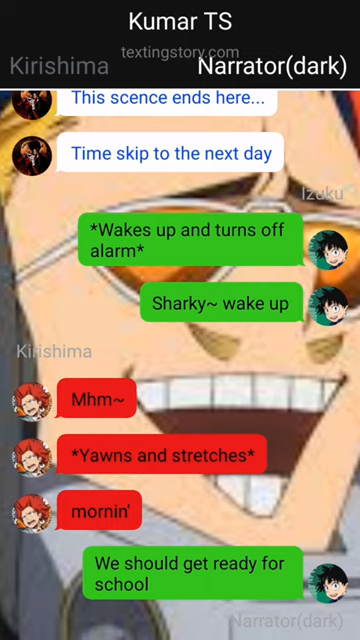 Kumar TS
textingstory.com
Kirishima
Narrator(dark)
This scence ends here...
Time skip to the next day
Izuku
*Wakes up and turns off
alarm*
Sharky~ wake up
Kirishima
Mhm~
*Yawns and stretches*
mornin'
We should get ready for
school
Narrator(dark)